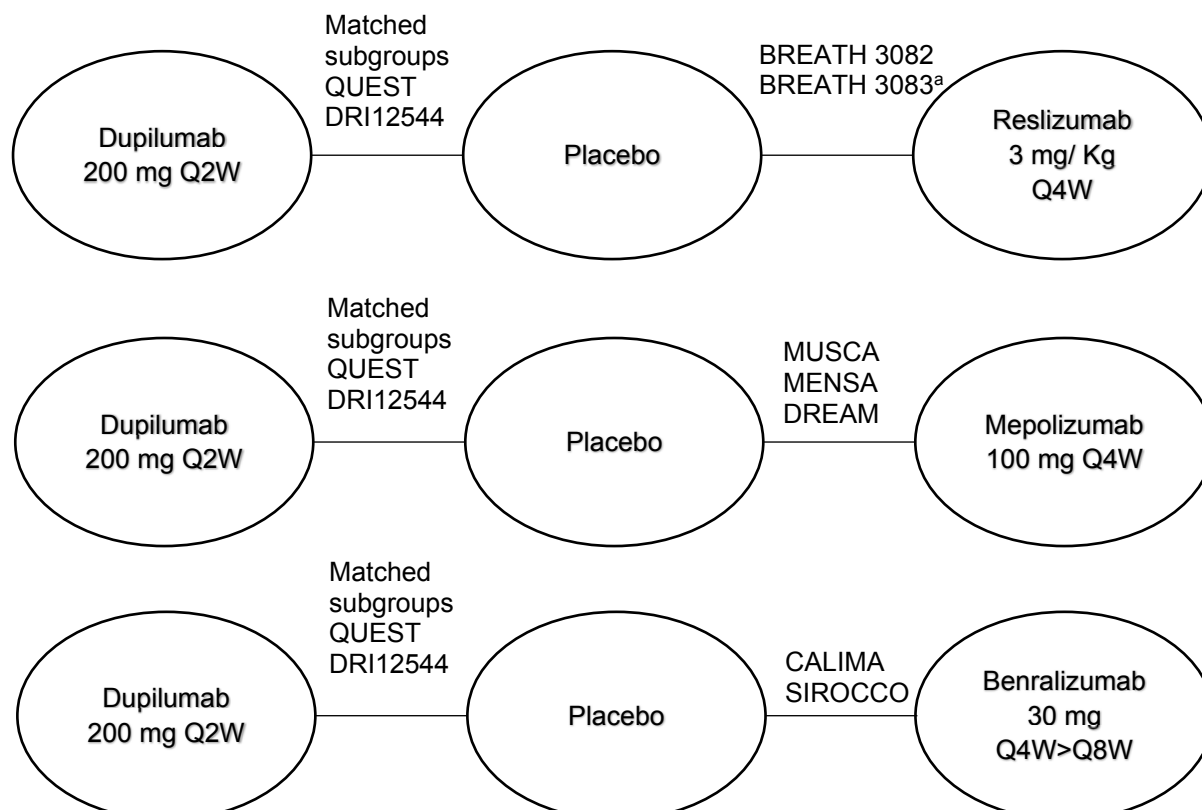 Matched
subgroups
QUEST
DRI12544
BREATH 3082
BREATH 3083ᵃ
Dupilumab
200 mg Q2W
Placebo
Reslizumab
3 mg/ Kg
Q4W
Matched
subgroups
QUEST
DRI12544
MUSCA
MENSA
DREAM
Dupilumab
200 mg Q2W
Placebo
Mepolizumab
100 mg Q4W
Matched
subgroups
QUEST
DRI12544
CALIMA
SIROCCO
Dupilumab
200 mg Q2W
Placebo
Benralizumab
30 mg
Q4W>Q8W